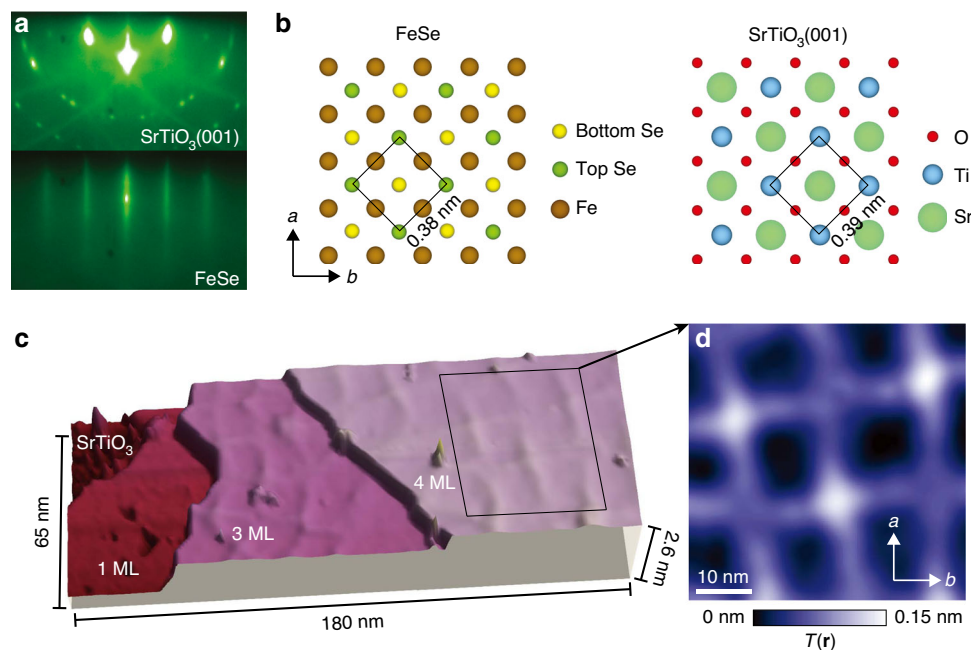 a
SrTiO3(001)
FeSe
b
FeSe
SrTiO3(001)
Bottom Se
Top Se
Fe
O
Ti
Sr
0.38 nm
0.39 nm
a
b
c
SrTiO3
1 ML
3 ML
4 ML
65 nm
180 nm
2.6 nm
d
a
b
10 nm
0 nm 0.15 nm
T(r)